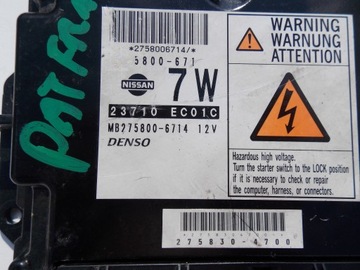 *2758006714/*
5800-671
NISSAN
7W
23710 EC01C
MB275800-6714 12V
DENSO
WARNING
WARNUNG
ATTENTION
Hazardous high voltage.
Turn the starter switch to the LOCK position
if it is necessary to check or repair
the computer, harness, or connectors.
275830-4700